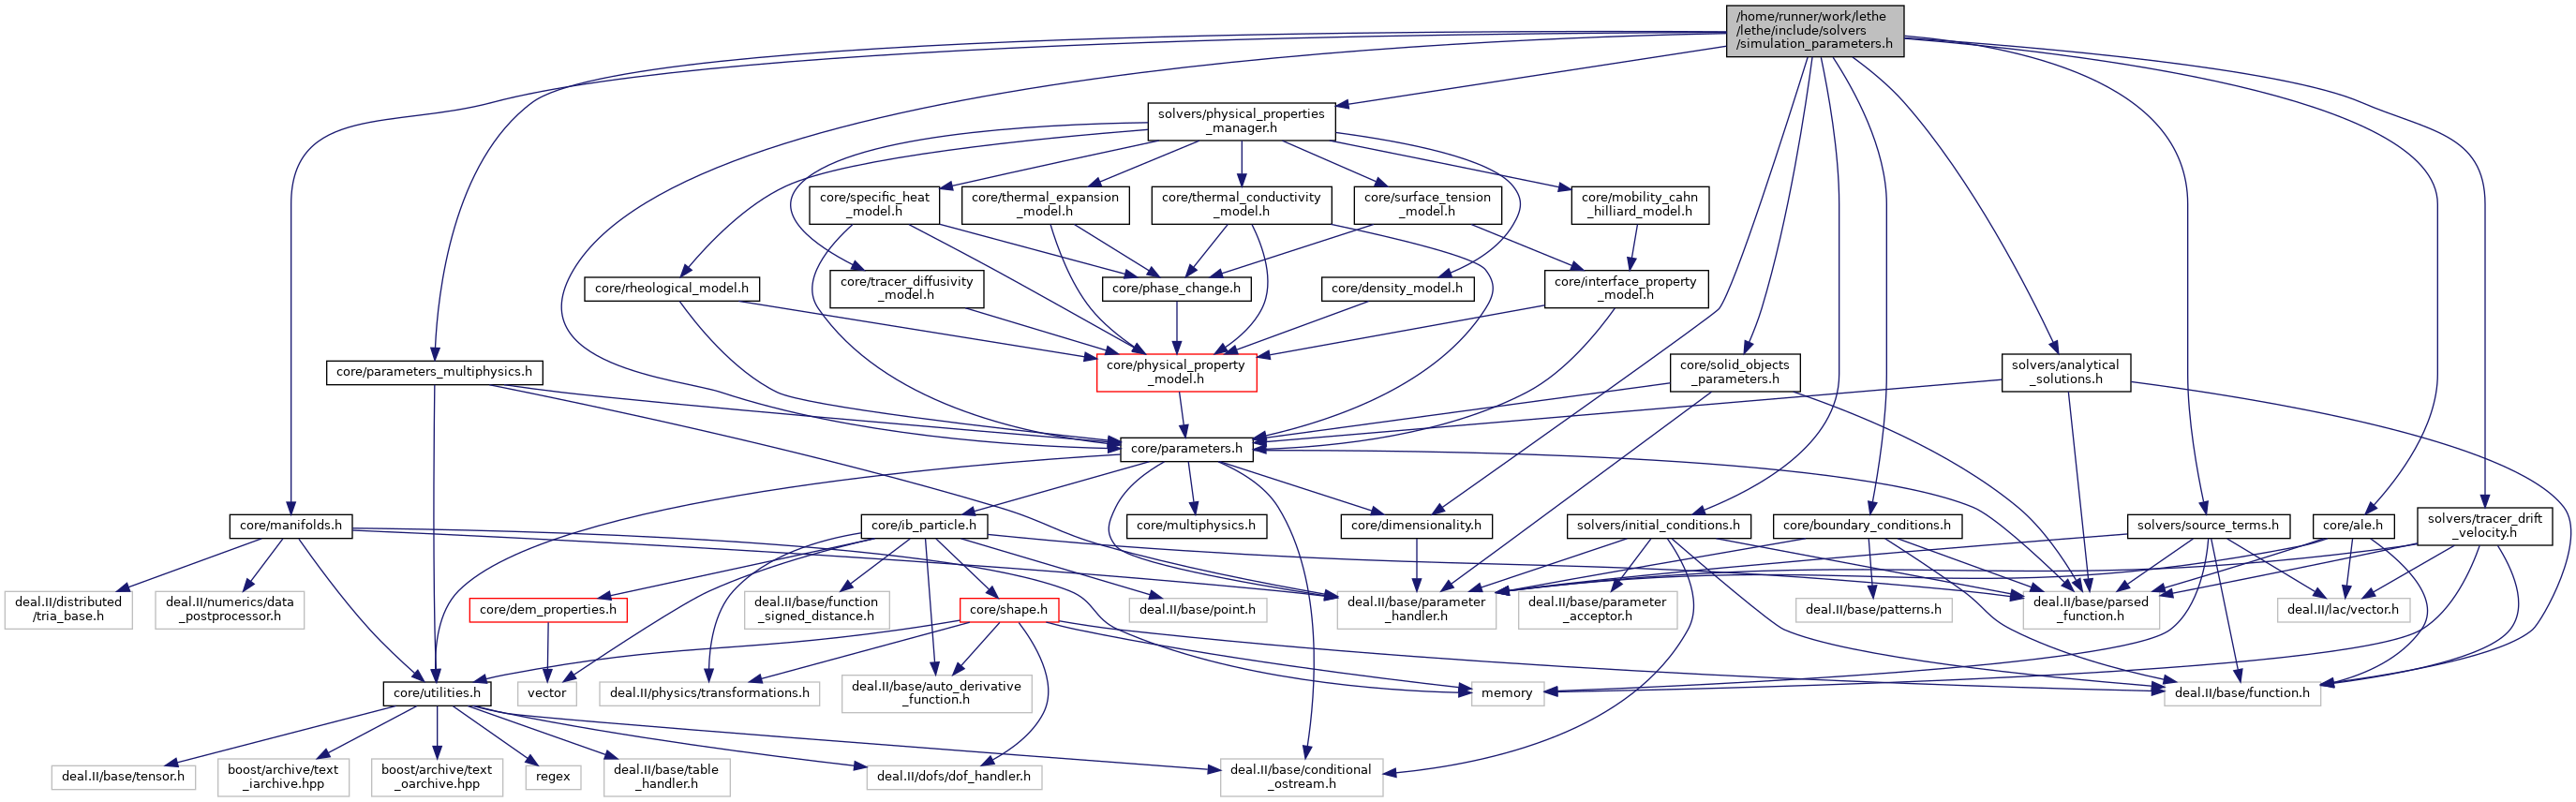 /home/runner/work/lethe
/lethe/include/solvers
/simulation_parameters.h
solvers/physical_properties
_manager.h
core/specific_heat
_model.h
core/thermal_expansion
_model.h
core/thermal_conductivity
_model.h
core/surface_tension
_model.h
core/mobility_cahn
_hilliard_model.h
core/rheological_model.h
core/tracer_diffusivity
_model.h
core/phase_change.h
core/density_model.h
core/interface_property
_model.h
core/parameters_multiphysics.h
core/physical_property
_model.h
core/solid_objects
_parameters.h
solvers/analytical
_solutions.h
core/parameters.h
core/manifolds.h
core/ib_particle.h
core/multiphysics.h
core/dimensionality.h
solvers/initial_conditions.h
core/boundary_conditions.h
solvers/source_terms.h
core/ale.h
solvers/tracer_drift
_velocity.h
deal.II/distributed
/tria_base.h
deal.II/numerics/data
_postprocessor.h
core/dem_properties.h
deal.II/base/function
_signed_distance.h
core/shape.h
deal.II/base/point.h
deal.II/base/parameter
_handler.h
deal.II/base/parameter
_acceptor.h
deal.II/base/patterns.h
deal.II/base/parsed
_function.h
deal.II/lac/vector.h
core/utilities.h
vector
deal.II/physics/transformations.h
deal.II/base/auto_derivative
_function.h
memory
deal.II/base/function.h
deal.II/base/tensor.h
boost/archive/text
_iarchive.hpp
boost/archive/text
_oarchive.hpp
regex
deal.II/base/table
_handler.h
deal.II/dofs/dof_handler.h
deal.II/base/conditional
_ostream.h